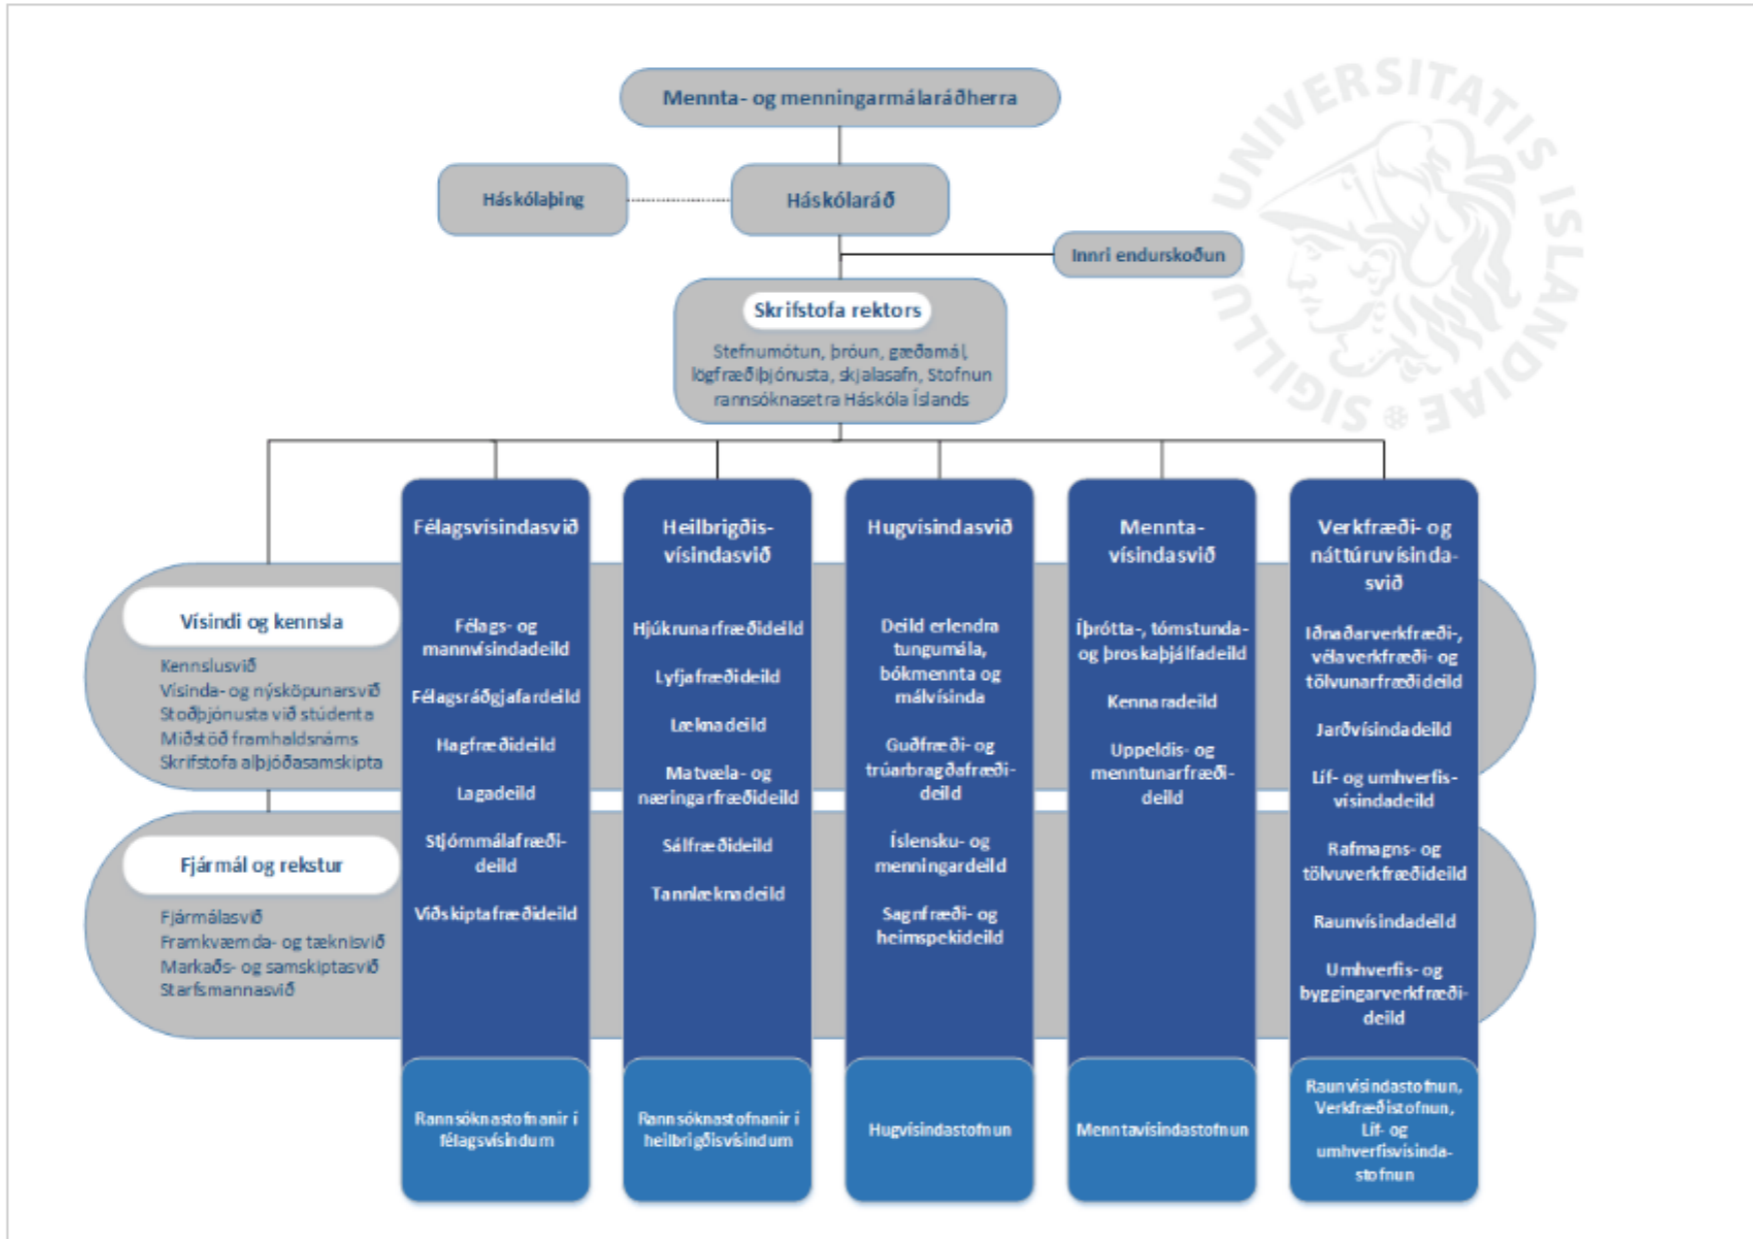 Mennta- og menningarmálaráðherra
Háskólaþing
Háskólaráð
Innri endurskoðun
Skrifstofa rektors
Stefnumótun, þróun, gæðamál,
lögfræðiþjónusta, skjalasafn, Stofnun
rannsóknasetra Háskóla Íslands
SIGILLU UNIVERSITATIS ISLANDIAE
Vísindi og kennsla
Kennslusvið
Vísinda- og nýsköpunarsvið
Stoðþjónusta við stúdenta
Miðstöð framhaldsnáms
Skrifstofa alþjóðasamskipta
Fjármál og rekstur
Fjármálasvið
Framkvæmda- og tæknisvið
Markaðs- og samskiptasvið
Starfsmannasvið
Félagsvísindasvið
Félags- og
mannvísindadeild
Félagsráðgjafardeild
Hagfræðideild
Lagadeild
Stjórnmálafræði-
deild
Viðskiptafræðideild
Rannsóknastofnanir í
félagsvísindum
Heilbrigðis-
vísindasvið
Hjúkrunarfræðideild
Lyfjafræðideild
Læknadeild
Matvæla- og
næringarfræðideild
Sálfræðideild
Tannlæknadeild
Rannsóknastofnanir í
heilbrigðisvísindum
Hugvísindasvið
Deild erlendra
tungumála,
bókmennta og
málvísinda
Guðfræði- og
trúarbragðafræði-
deild
Íslensku- og
menningardeild
Sagnfræði- og
heimspekideild
Hugvísindastofnun
Mennta-
vísindasvið
Íþrótta-, tómstunda-
og þroskaþjálfadeild
Kennaradeild
Uppeldis- og
menntunarfræði-
deild
Menntavísindastofnun
Verkfræði- og
náttúruvísinda-
svið
Iðnaðarverkfræði-,
vélaverkfræði- og
tölvunarfræðideild
Jarðvísindadeild
Líf- og umhverfis-
vísindadeild
Rafmagns- og
tölvuverkfræðideild
Raunvísindadeild
Umhverfis- og
byggingarverkfræði-
deild
Raunvísindastofnun,
Verkfræðistofnun,
Líf- og
umhverfisvísinda-
stofnun